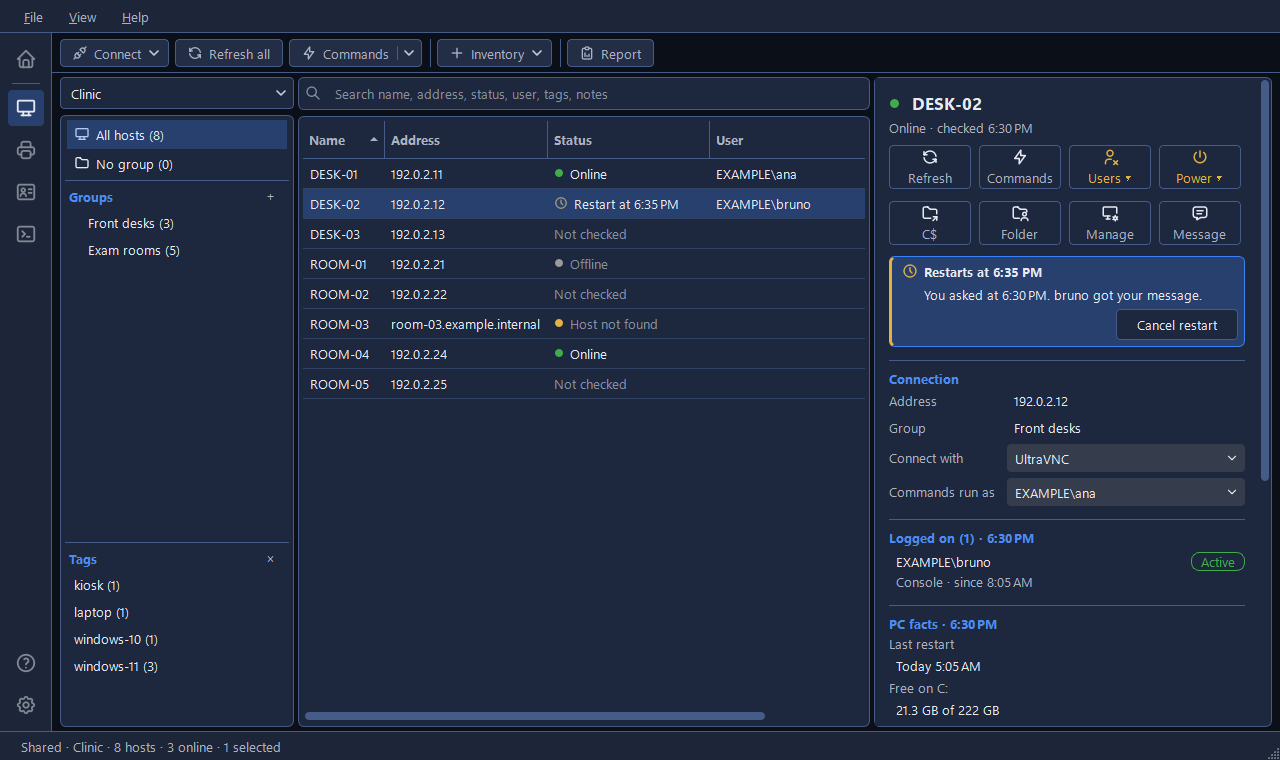 File View Help
Connect Refresh all Commands Inventory Report
Clinic
All hosts (8)
No group (0)
Groups +
Front desks (3)
Exam rooms (5)
Tags ×
kiosk (1)
laptop (1)
windows-10 (1)
windows-11 (3)
Search name, address, status, user, tags, notes
Name Address Status User
DESK-01 192.0.2.11 Online EXAMPLE\ana
DESK-02 192.0.2.12 Restart at 6:35 PM EXAMPLE\bruno
DESK-03 192.0.2.13 Not checked
ROOM-01 192.0.2.21 Offline
ROOM-02 192.0.2.22 Not checked
ROOM-03 room-03.example.internal Host not found
ROOM-04 192.0.2.24 Online
ROOM-05 192.0.2.25 Not checked
DESK-02
Online · checked 6:30 PM
Refresh Commands Users Power
C$ Folder Manage Message
Restarts at 6:35 PM
You asked at 6:30 PM. bruno got your message.
Cancel restart
Connection
Address 192.0.2.12
Group Front desks
Connect with UltraVNC
Commands run as EXAMPLE\ana
Logged on (1) · 6:30 PM
EXAMPLE\bruno Active
Console · since 8:05 AM
PC facts · 6:30 PM
Last restart
Today 5:05 AM
Free on C:
21.3 GB of 222 GB
Shared · Clinic · 8 hosts · 3 online · 1 selected